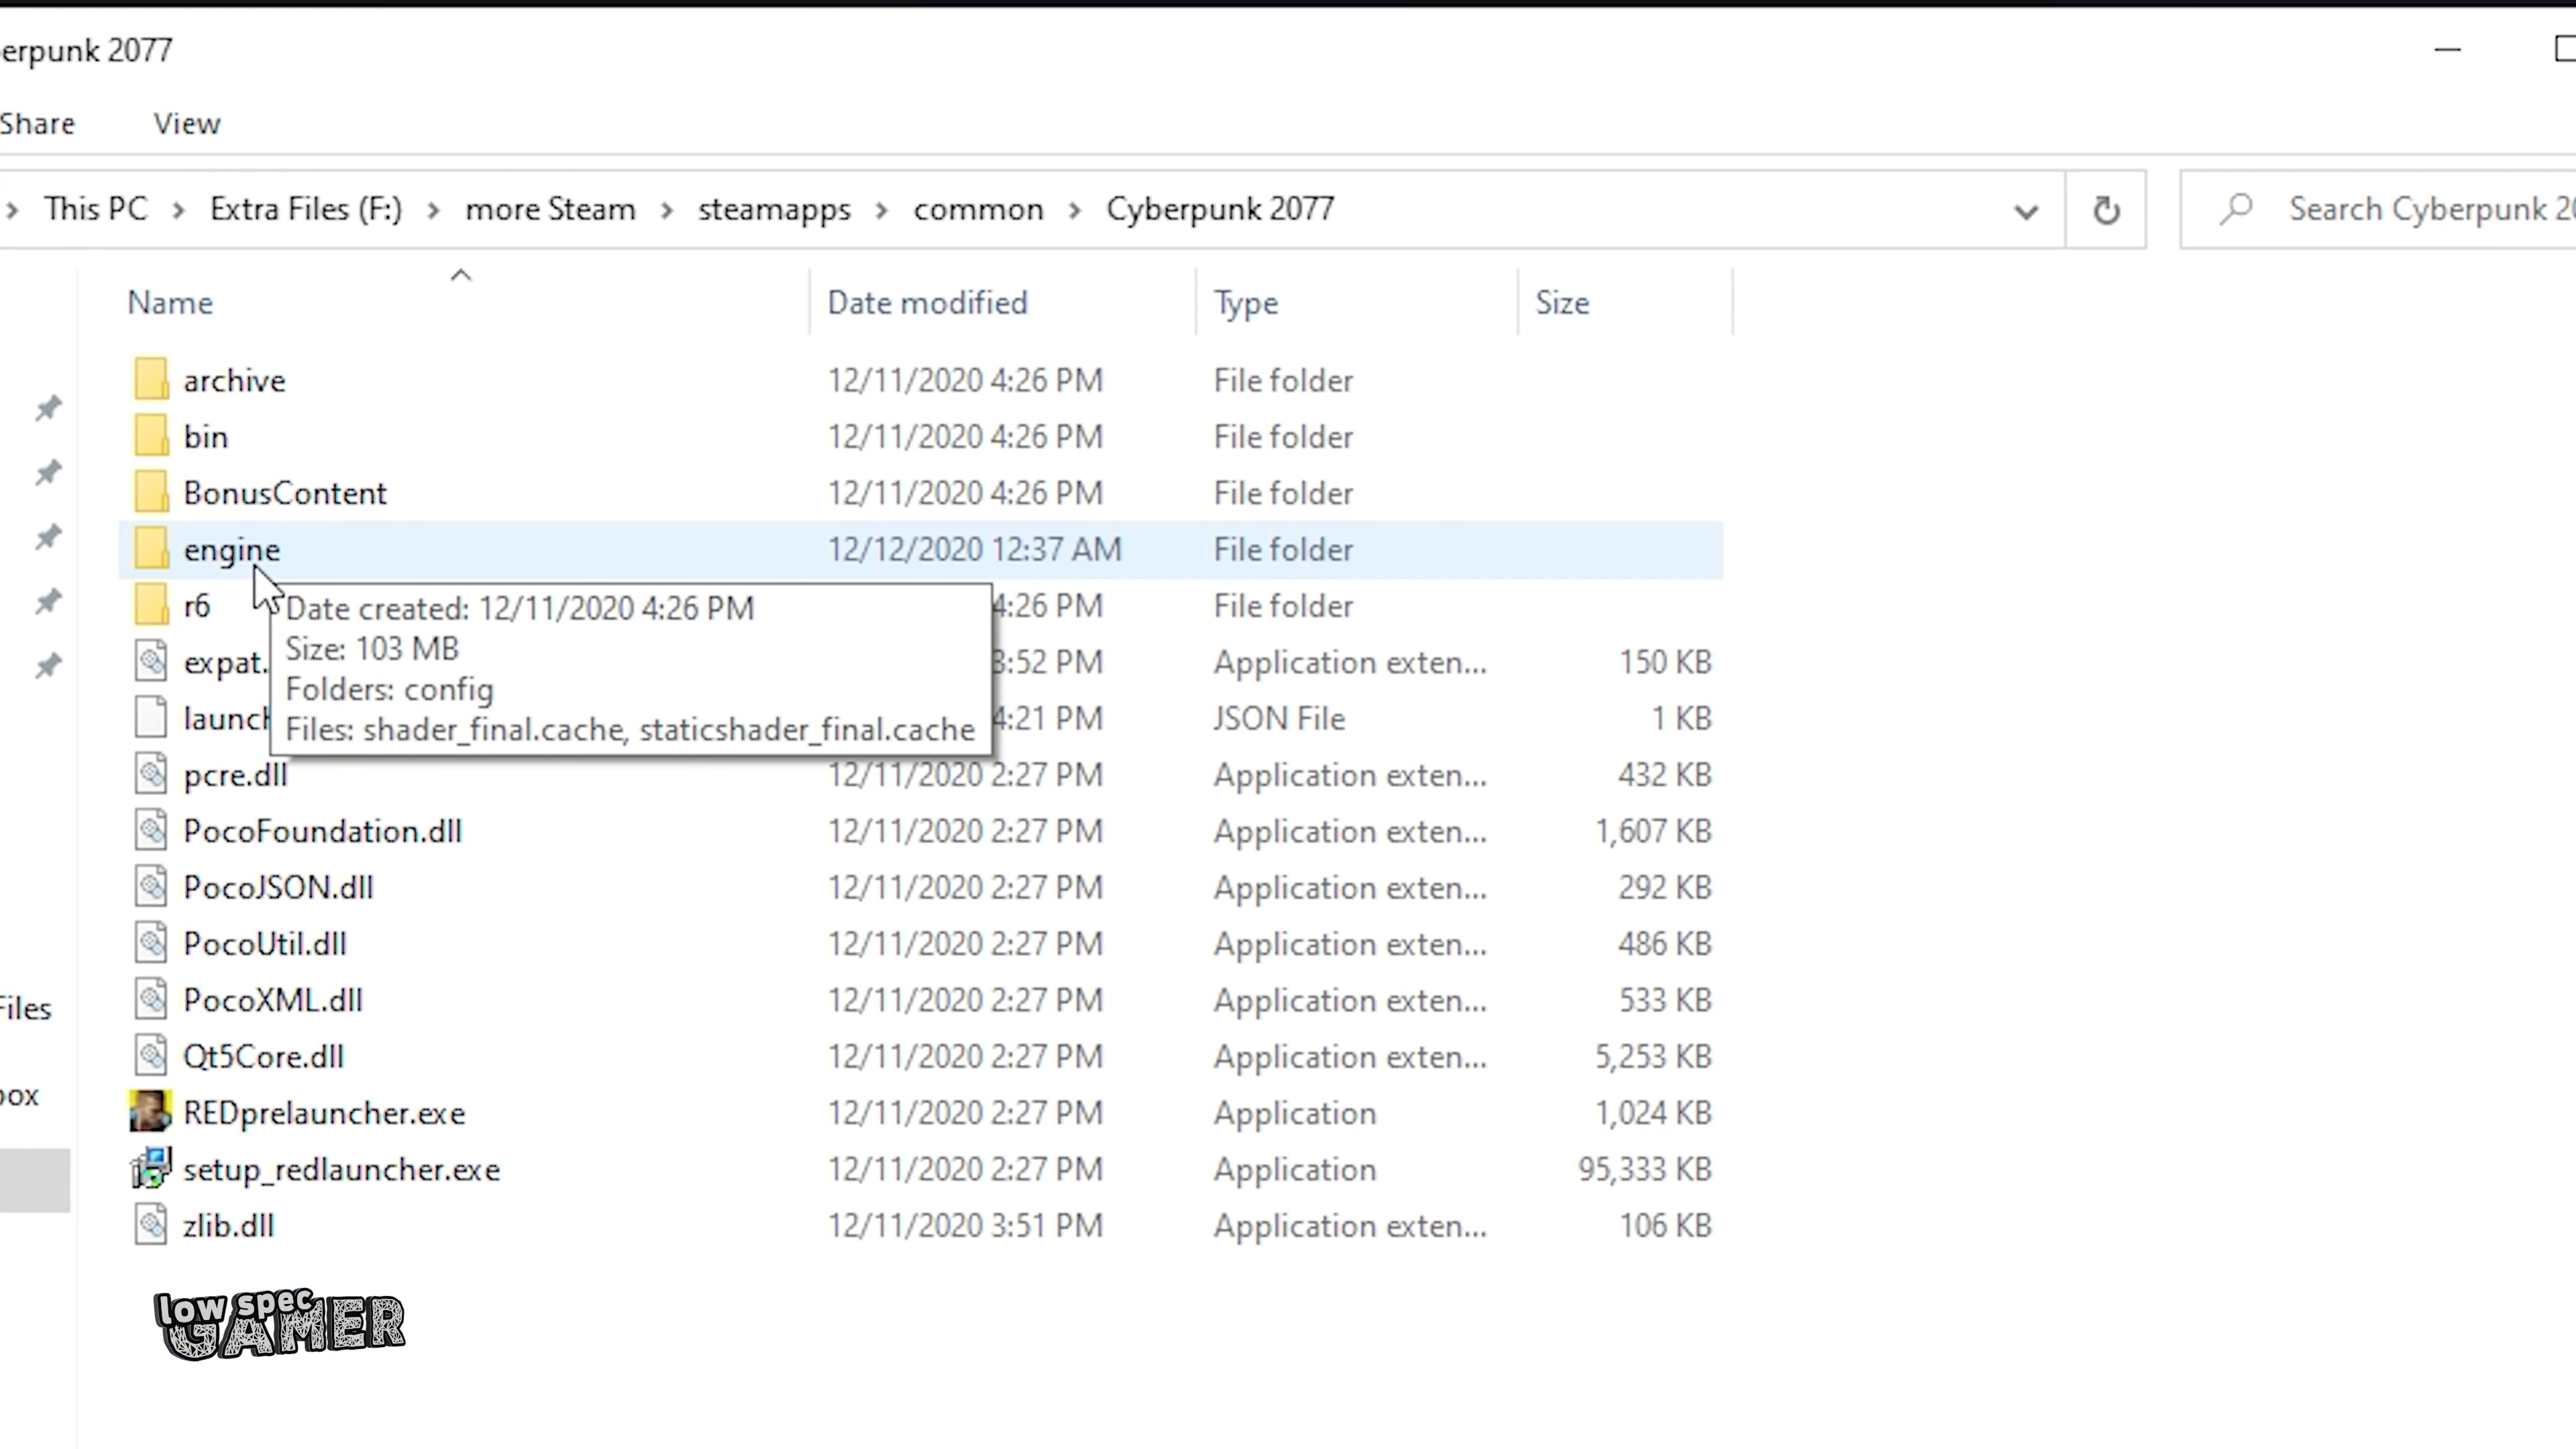 erpunk 2077
Share View
This PC Extra Files (F:) more Steam steamapps common Cyberpunk 2077 Search Cyberpunk 20
Name Date modified Type Size
archive 12/11/2020 4:26 PM File folder
bin 12/11/2020 4:26 PM File folder
BonusContent 12/11/2020 4:26 PM File folder
engine 12/12/2020 12:37 AM File folder
r6 4:26 PM File folder
Date created: 12/11/2020 4:26 PM
Size: 103 MB
Folders: config
Files: shader_final.cache, staticshader_final.cache
expat. 3:52 PM Application exten... 150 KB
launch 4:21 PM JSON File 1 KB
pcre.dll 12/11/2020 2:27 PM Application exten... 432 KB
PocoFoundation.dll 12/11/2020 2:27 PM Application exten... 1,607 KB
PocoJSON.dll 12/11/2020 2:27 PM Application exten... 292 KB
PocoUtil.dll 12/11/2020 2:27 PM Application exten... 486 KB
PocoXML.dll 12/11/2020 2:27 PM Application exten... 533 KB
Files
Qt5Core.dll 12/11/2020 2:27 PM Application exten... 5,253 KB
box
REDprelauncher.exe 12/11/2020 2:27 PM Application 1,024 KB
setup_redlauncher.exe 12/11/2020 2:27 PM Application 95,333 KB
zlib.dll 12/11/2020 3:51 PM Application exten... 106 KB
low spec
GAMER